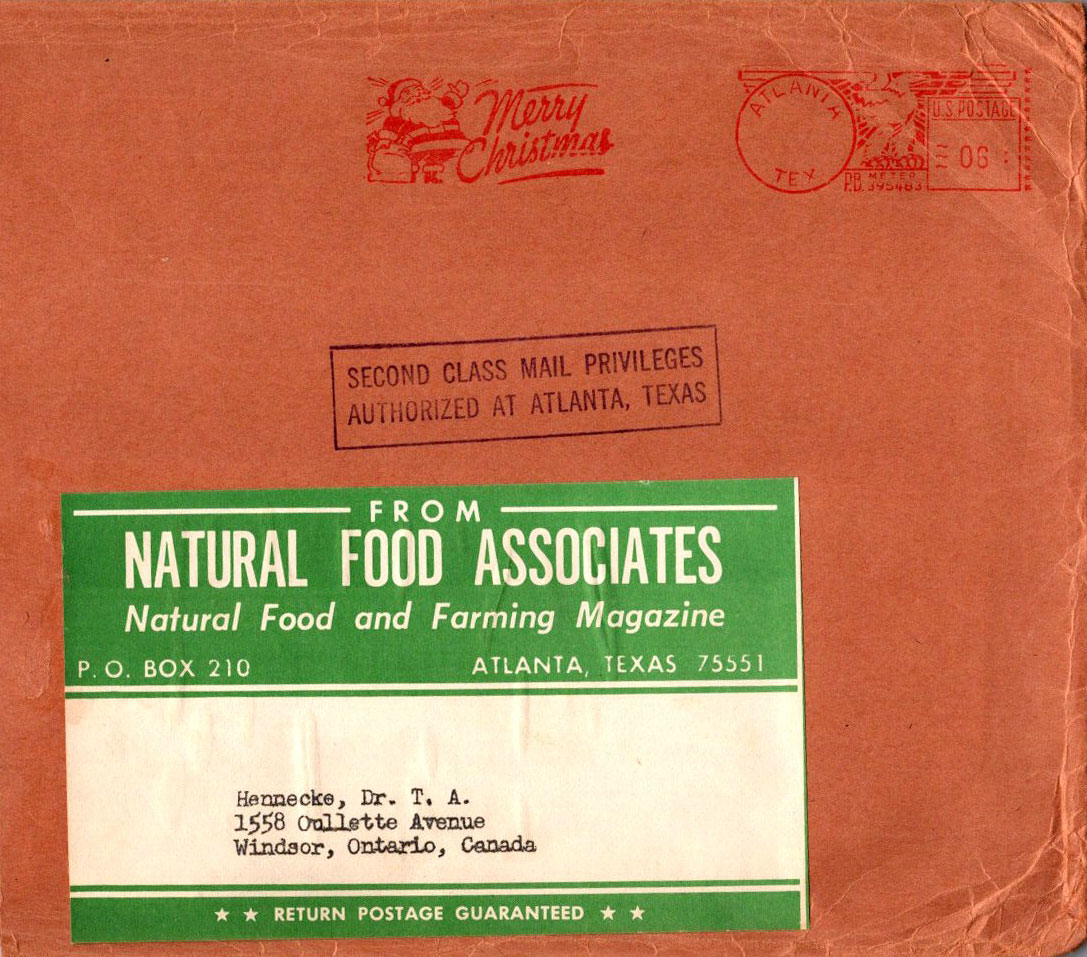 Merry
Christmas
ATLANTA
TEX
U.S. POSTAGE
06
P.B. METER
395483
SECOND CLASS MAIL PRIVILEGES
AUTHORIZED AT ATLANTA, TEXAS
FROM
NATURAL FOOD ASSOCIATES
Natural Food and Farming Magazine
P. O. BOX 210 ATLANTA, TEXAS 75551
Hennecke, Dr. T. A.
1558 Oullette Avenue
Windsor, Ontario, Canada
★ ★ RETURN POSTAGE GUARANTEED ★ ★